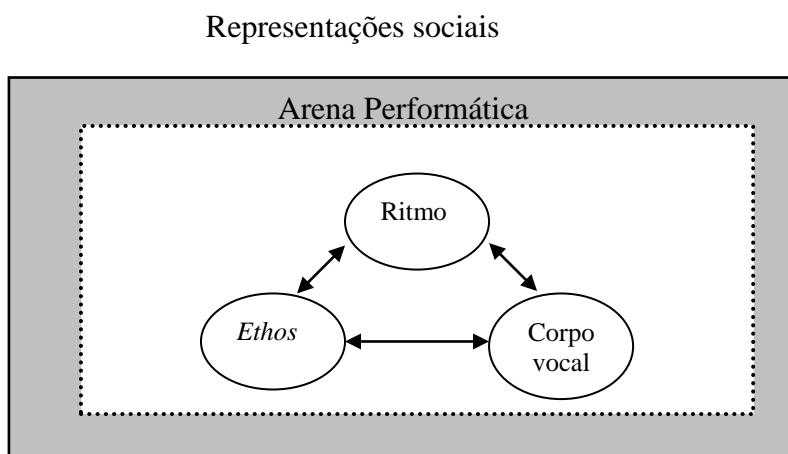 Representações sociais
Arena Performática
Ritmo
Ethos
Corpo
vocal